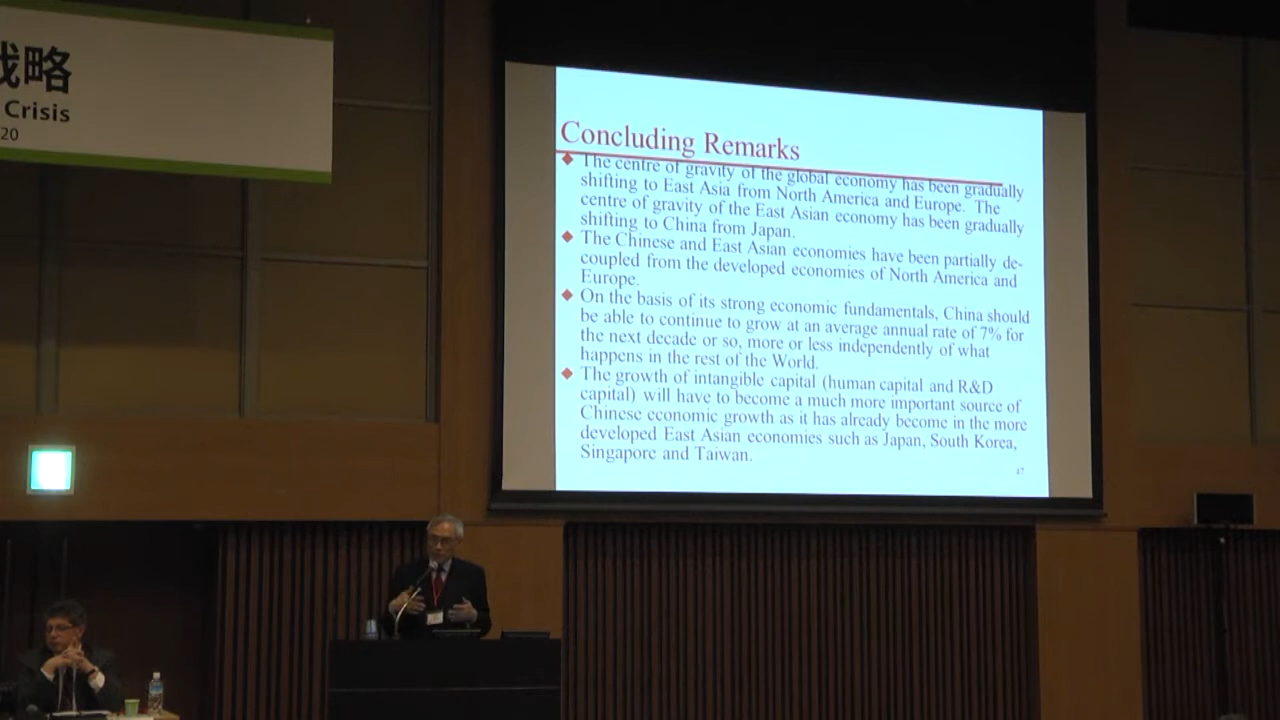 戦略
Crisis
20
Concluding Remarks
The centre of gravity of the global economy has been gradually
shifting to East Asia from North America and Europe. The
centre of gravity of the East Asian economy has been gradually
shifting to China from Japan.
The Chinese and East Asian economies have been partially de-
coupled from the developed economies of North America and
Europe.
On the basis of its strong economic fundamentals, China should
be able to continue to grow at an average annual rate of 7% for
the next decade or so, more or less independently of what
happens in the rest of the World.
The growth of intangible capital (human capital and R&D
capital) will have to become a much more important source of
Chinese economic growth as it has already become in the more
developed East Asian economies such as Japan, South Korea,
Singapore and Taiwan.
47